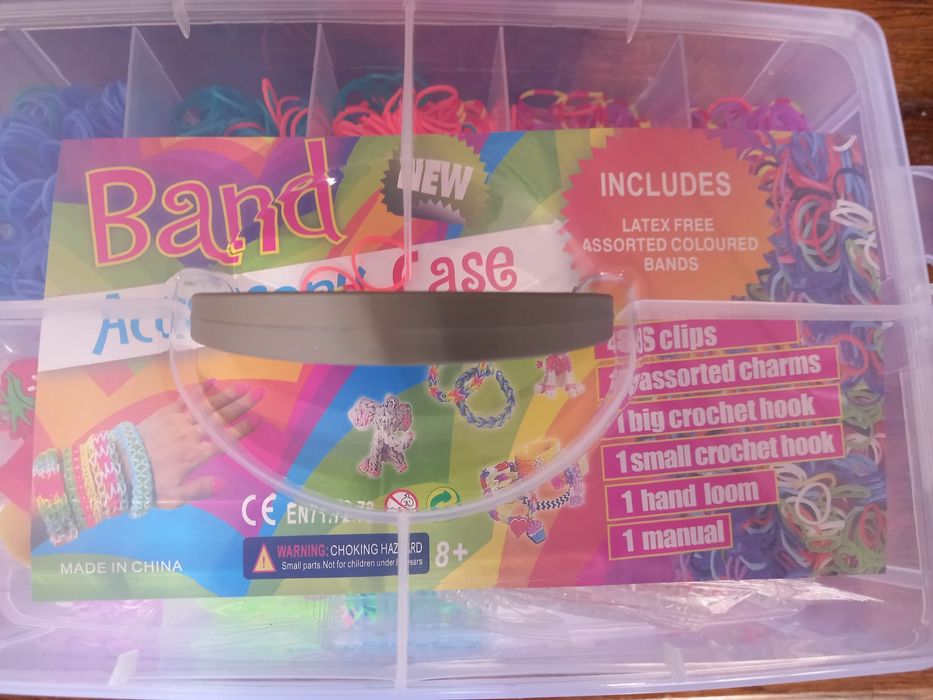 Band
NEW
Case
INCLUDES
LATEX FREE
ASSORTED COLOURED
BANDS
S clips
assorted charms
1 big crochet hook
1 small crochet hook
1 hand loom
1 manual
CE EN71.
WARNING: CHOKING HAZARD
Small parts. Not for children under years
8+
MADE IN CHINA